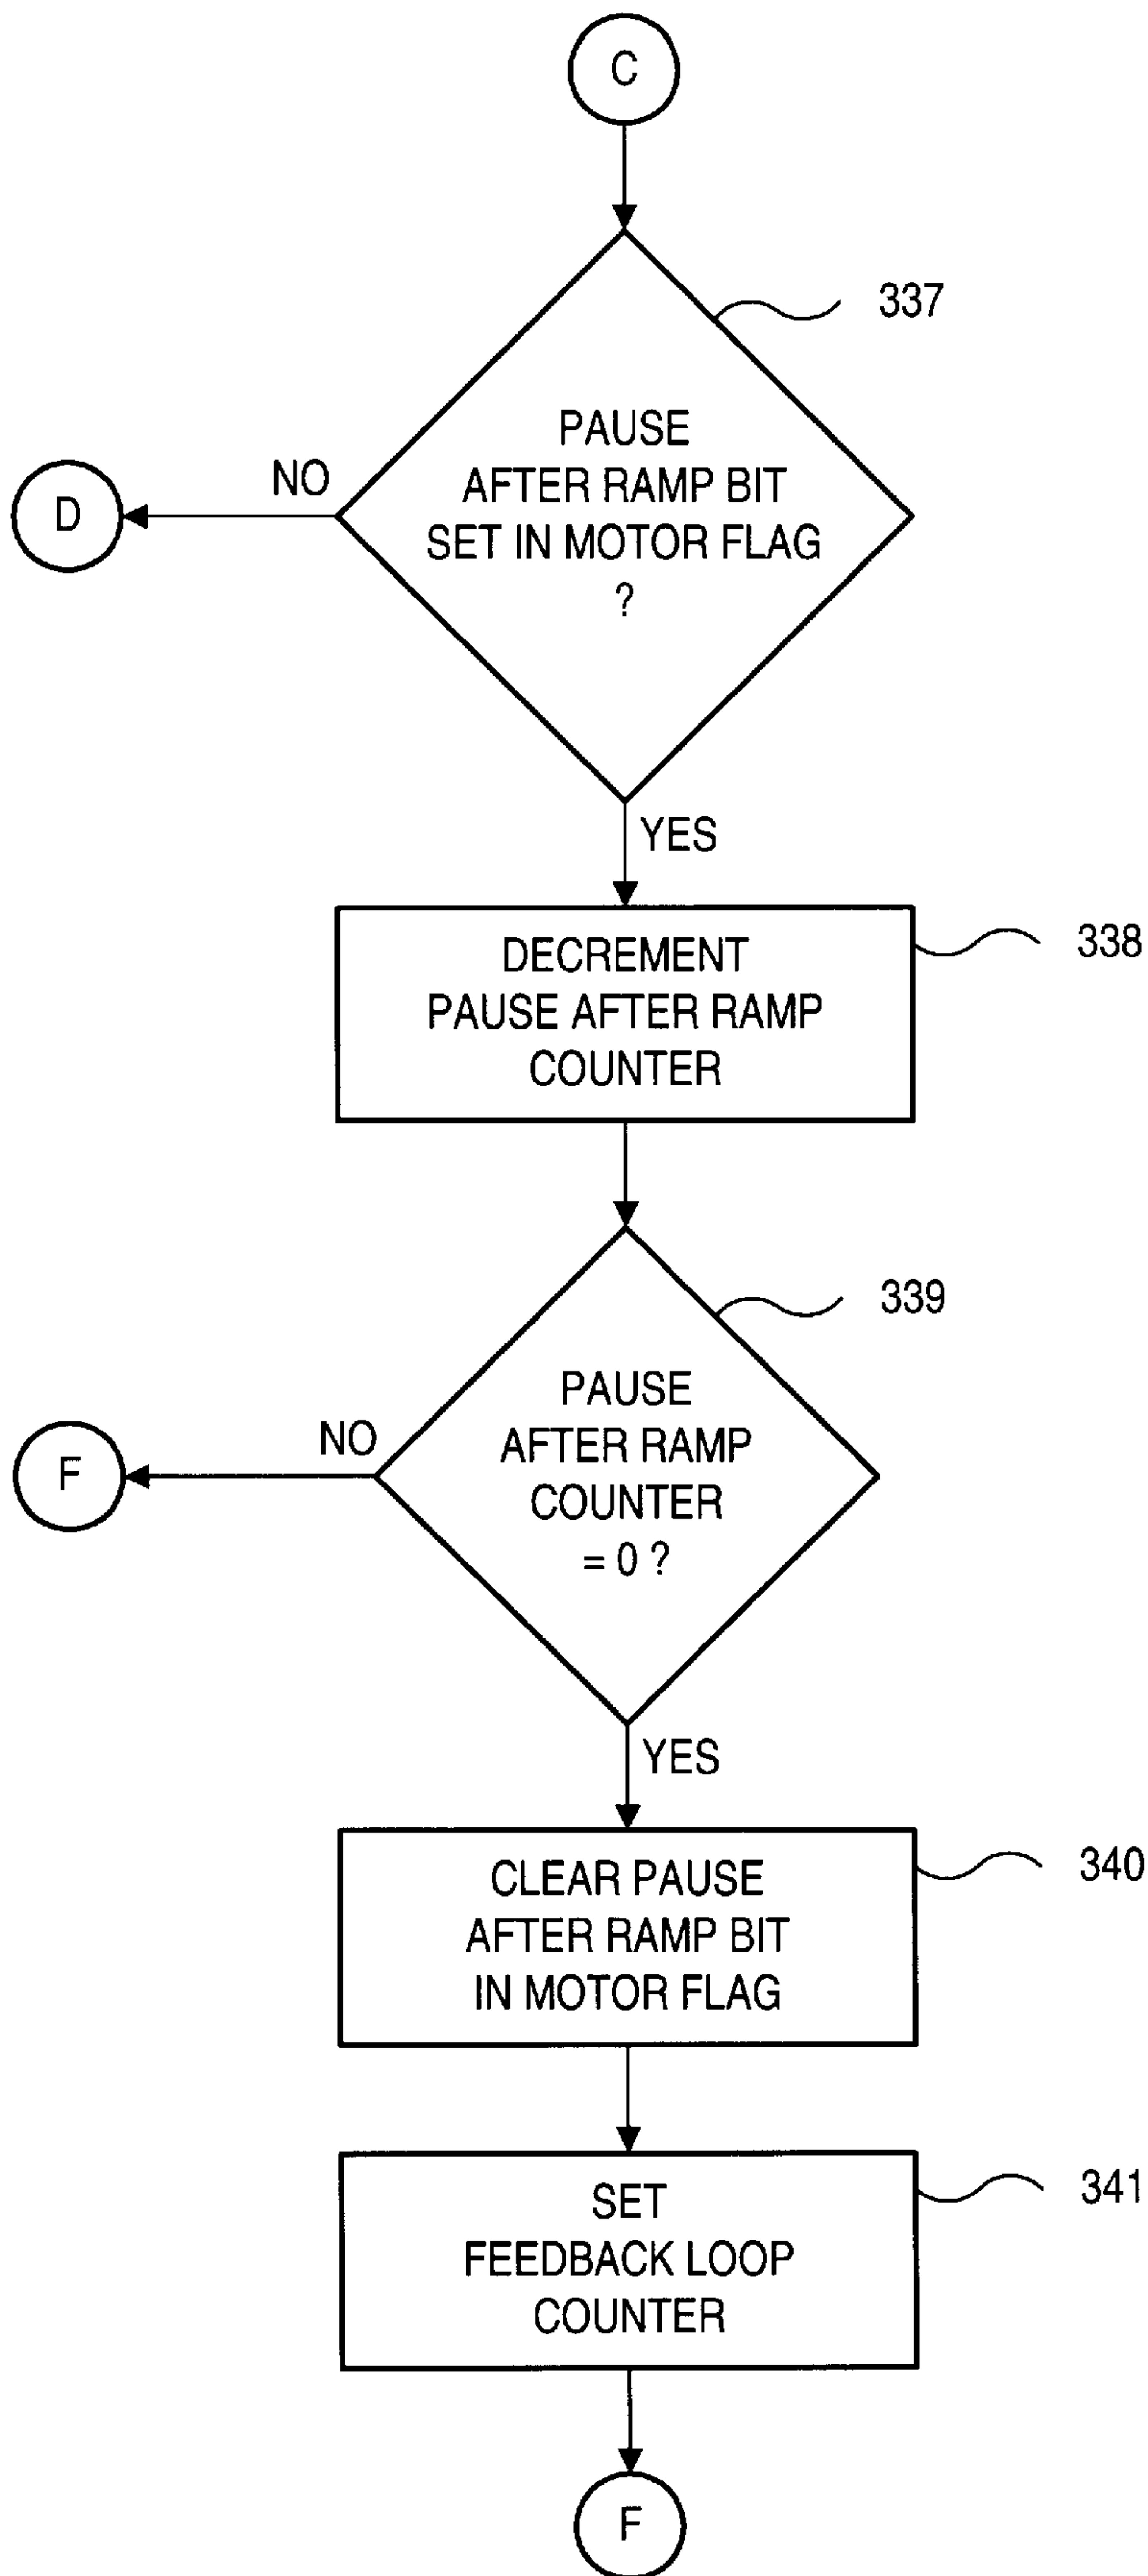 C
337
PAUSE
AFTER RAMP BIT
SET IN MOTOR FLAG
?
NO
D
YES
338
DECREMENT
PAUSE AFTER RAMP
COUNTER
339
PAUSE
AFTER RAMP
COUNTER
= 0 ?
NO
F
YES
340
CLEAR PAUSE
AFTER RAMP BIT
IN MOTOR FLAG
341
SET
FEEDBACK LOOP
COUNTER
F